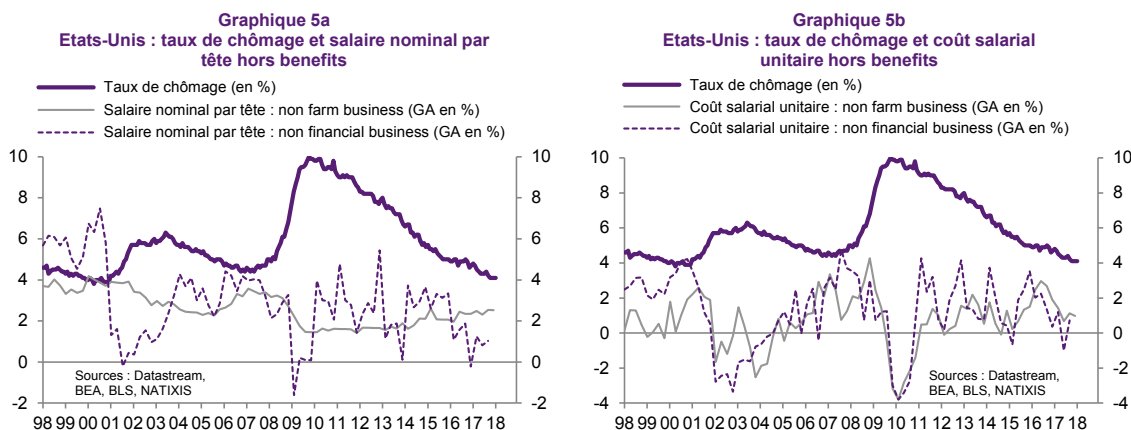 Graphique 5a
Etats-Unis : taux de chômage et salaire nominal par
tête hors benefits
Taux de chômage (en %)
Salaire nominal par tête : non farm business (GA en %)
Salaire nominal par tête : non financial business (GA en %)
10 10
8 8
6 6
4 4
2 2
0 0
-2 -2
Sources : Datastream,
BEA, BLS, NATIXIS
98 99 00 01 02 03 04 05 06 07 08 09 10 11 12 13 14 15 16 17 18
Graphique 5b
Etats-Unis : taux de chômage et coût salarial
unitaire hors benefits
Taux de chômage (en %)
Coût salarial unitaire : non farm business (GA en %)
Coût salarial unitaire : non financial business (GA en %)
10 10
8 8
6 6
4 4
2 2
0 0
-2 -2
-4 -4
Sources : Datastream,
BEA, BLS, NATIXIS
98 99 00 01 02 03 04 05 06 07 08 09 10 11 12 13 14 15 16 17 18